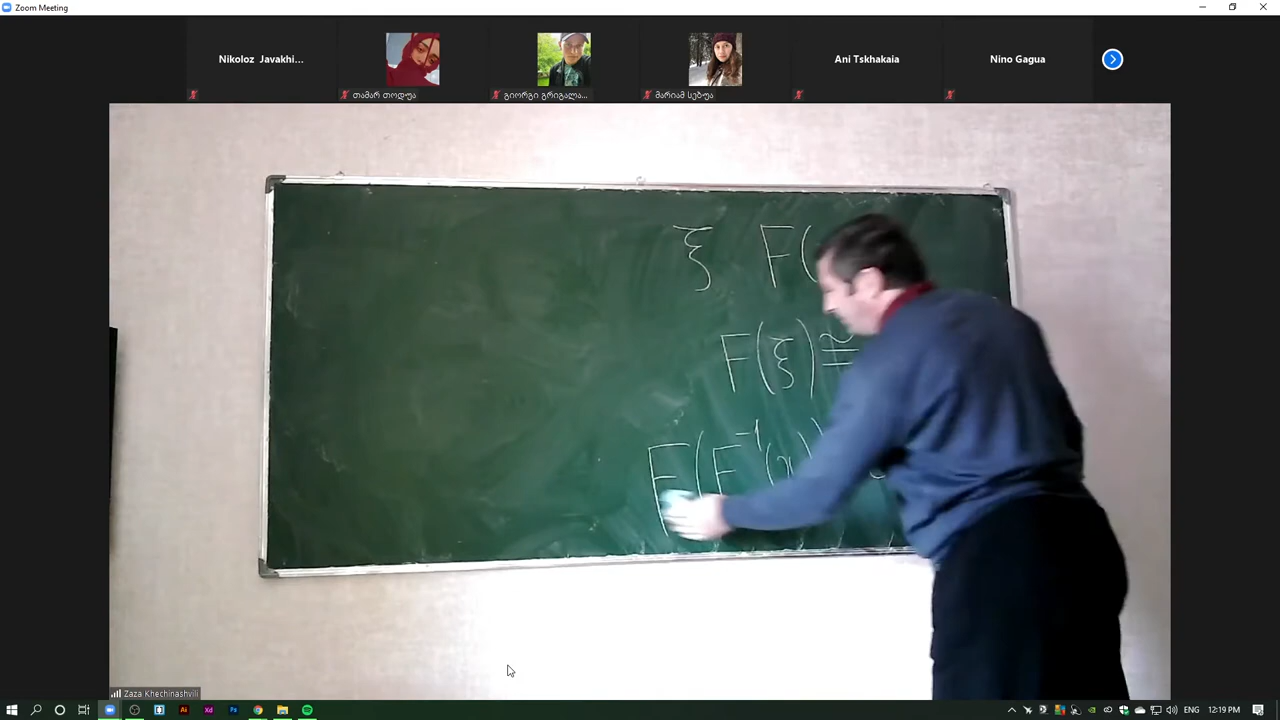 Zoom Meeting
Nikoloz Javakhi...
თამარ თოდუა
გიორგი გრიგალა...
მარიამ სებუა
Ani Tskhakaia
Nino Gagua
ξ F(
F(ξ) ≅
F(F⁻¹(x))
Zaza Khechinashvili
ENG 12:19 PM